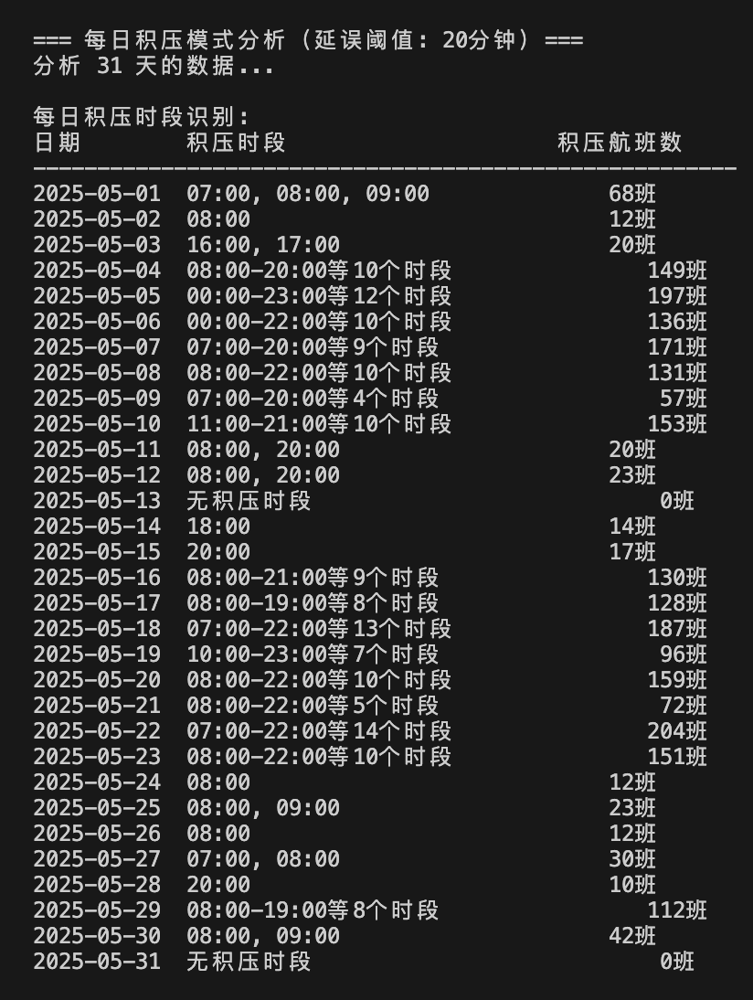 === 每日积压模式分析 (延误阈值: 20分钟) ===
分析 31 天的数据...
每日积压时段识别:
日期 积压时段 积压航班数
2025-05-01 07:00, 08:00, 09:00 68班
2025-05-02 08:00 12班
2025-05-03 16:00, 17:00 20班
2025-05-04 08:00-20:00等10个时段 149班
2025-05-05 00:00-23:00等12个时段 197班
2025-05-06 00:00-22:00等10个时段 136班
2025-05-07 07:00-20:00等9个时段 171班
2025-05-08 08:00-22:00等10个时段 131班
2025-05-09 07:00-20:00等4个时段 57班
2025-05-10 11:00-21:00等10个时段 153班
2025-05-11 08:00, 20:00 20班
2025-05-12 08:00, 20:00 23班
2025-05-13 无积压时段 0班
2025-05-14 18:00 14班
2025-05-15 20:00 17班
2025-05-16 08:00-21:00等9个时段 130班
2025-05-17 08:00-19:00等8个时段 128班
2025-05-18 07:00-22:00等13个时段 187班
2025-05-19 10:00-23:00等7个时段 96班
2025-05-20 08:00-22:00等10个时段 159班
2025-05-21 08:00-22:00等5个时段 72班
2025-05-22 07:00-22:00等14个时段 204班
2025-05-23 08:00-22:00等10个时段 151班
2025-05-24 08:00 12班
2025-05-25 08:00, 09:00 23班
2025-05-26 08:00 12班
2025-05-27 07:00, 08:00 30班
2025-05-28 20:00 10班
2025-05-29 08:00-19:00等8个时段 112班
2025-05-30 08:00, 09:00 42班
2025-05-31 无积压时段 0班